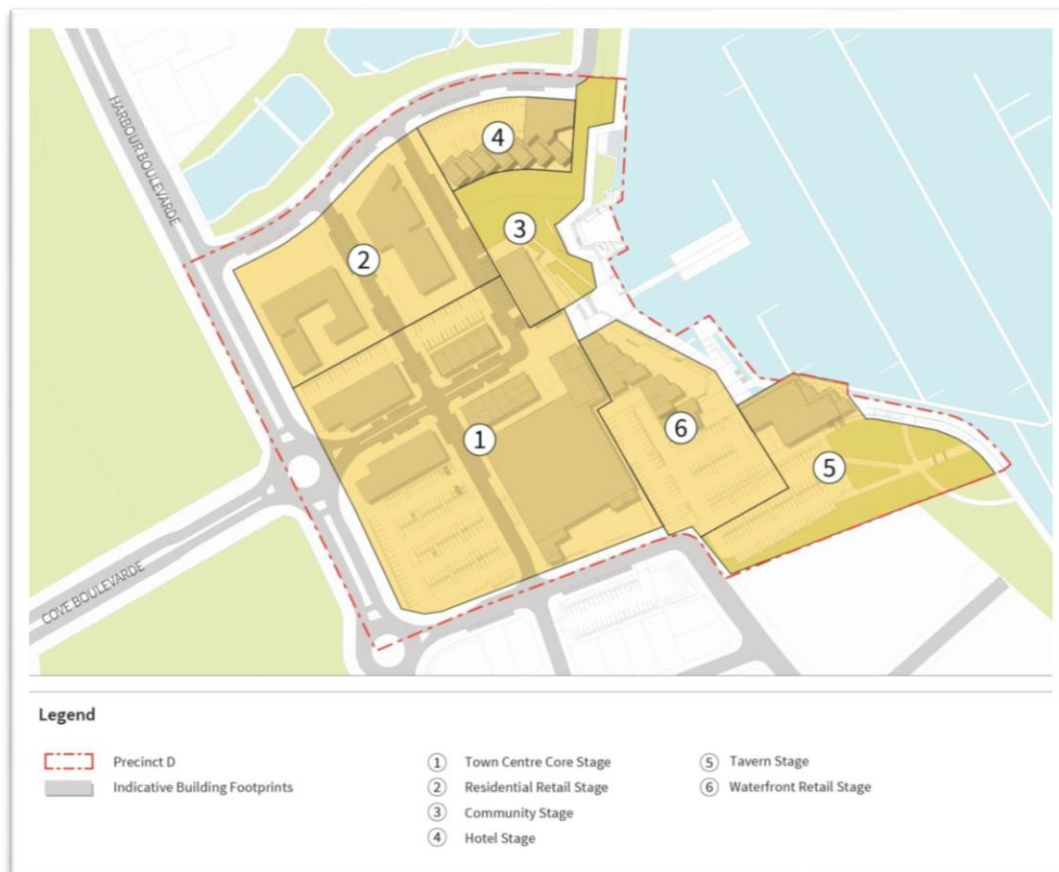 HARBOUR BOULEVARDE
4
3
2
1
6
5
COVE BOULEVARDE
Legend
Precinct D
Indicative Building Footprints
1 Town Centre Core Stage
2 Residential Retail Stage
3 Community Stage
4 Hotel Stage
5 Tavern Stage
6 Waterfront Retail Stage